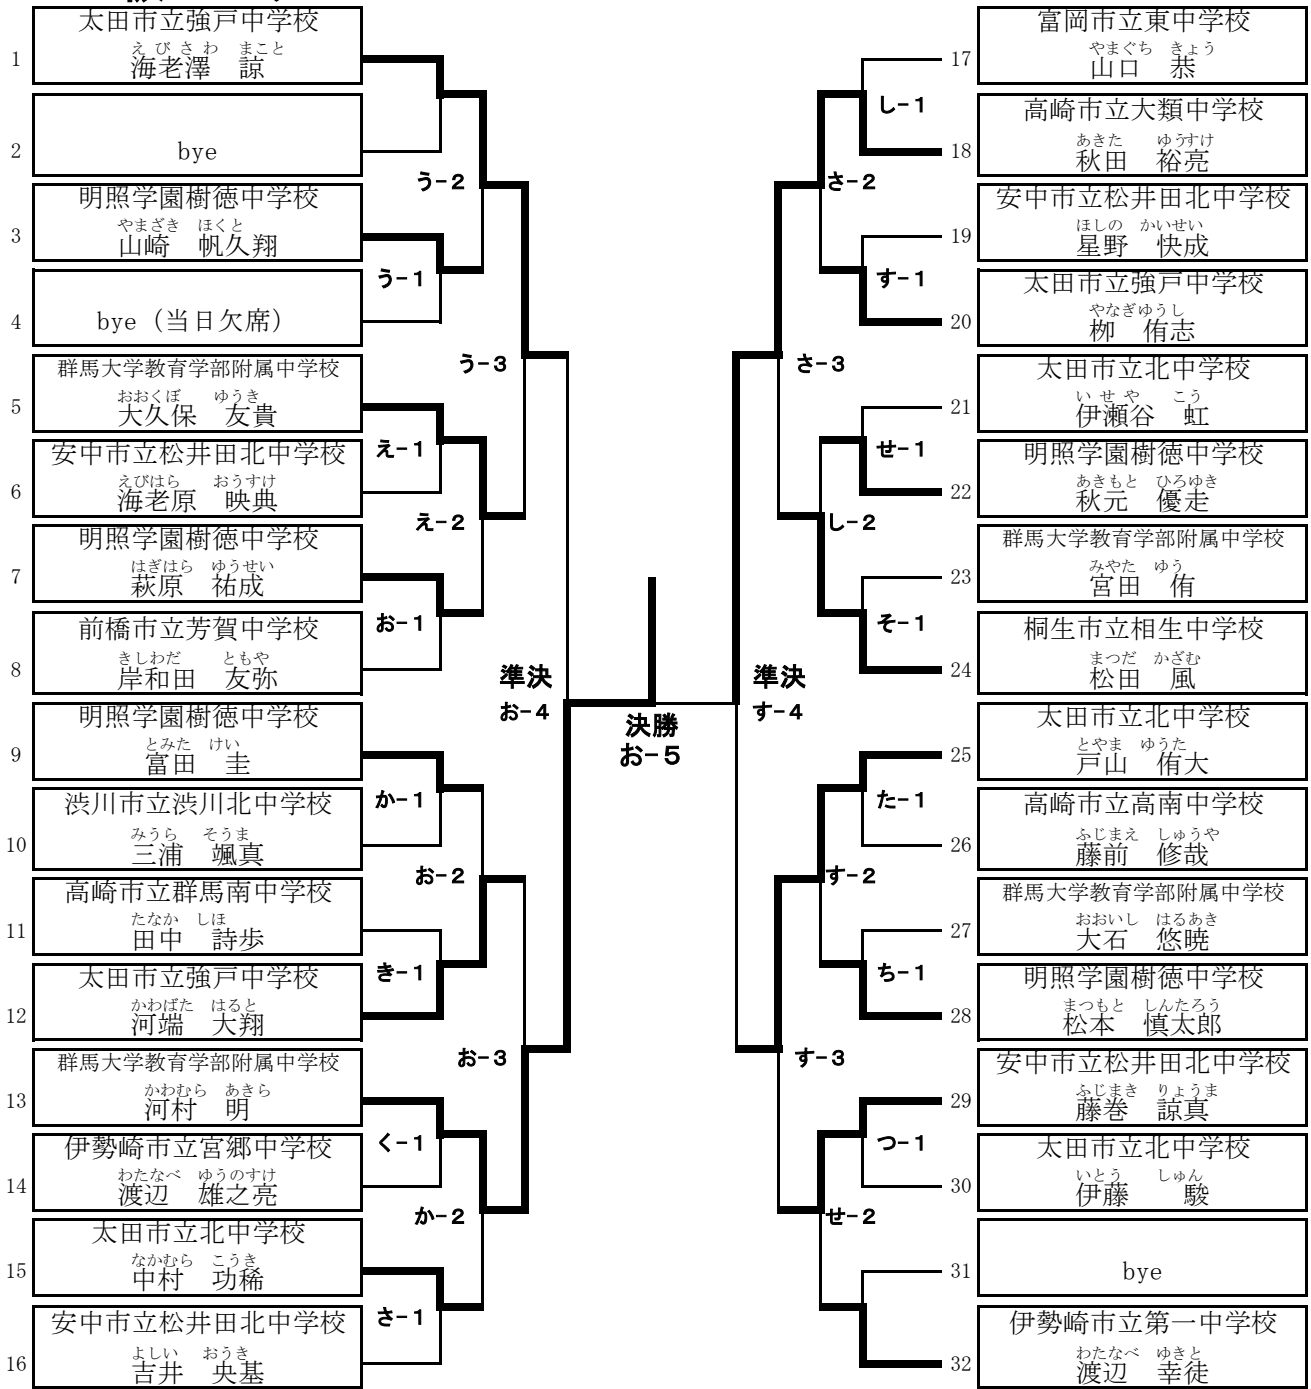 太田市立強戸中学校
えびさわ　まこと
1 海老澤　諒
2 bye
明照学園樹徳中学校
やまざき　ほくと
3 山崎　帆久翔
4 bye（当日欠席）
群馬大学教育学部附属中学校
おおくぼ　ゆうき
5 大久保　友貴
安中市立松井田北中学校
えびはら　おうすけ
6 海老原　映典
明照学園樹徳中学校
はぎはら　ゆうせい
7 萩原　祐成
前橋市立芳賀中学校
きしわだ　ともや
8 岸和田　友弥
明照学園樹徳中学校
とみた　けい
9 富田　圭
渋川市立渋川北中学校
みうら　そうま
10 三浦　颯真
高崎市立群馬南中学校
たなか　しほ
11 田中　詩歩
太田市立強戸中学校
かわばた　はると
12 河端　大翔
群馬大学教育学部附属中学校
かわむら　あきら
13 河村　明
伊勢崎市立宮郷中学校
わたなべ　ゆうのすけ
14 渡辺　雄之亮
太田市立北中学校
なかむら　こうき
15 中村　功稀
安中市立松井田北中学校
よしい　おうき
16 吉井　央基
う-2
う-1
う-3
え-1
え-2
お-1
準決
お-4
か-1
お-2
き-1
お-3
く-1
か-2
さ-1
決勝
お-5
し-1
さ-2
す-1
さ-3
せ-1
し-2
そ-1
準決
す-4
た-1
す-2
ち-1
す-3
つ-1
せ-2
富岡市立東中学校
やまぐち　きょう
17 山口　恭
高崎市立大類中学校
あきた　ゆうすけ
18 秋田　裕亮
安中市立松井田北中学校
ほしの　かいせい
19 星野　快成
太田市立強戸中学校
やなぎゆうし
20 栁　侑志
太田市立北中学校
いせや　こう
21 伊瀬谷　虹
明照学園樹徳中学校
あきもと　ひろゆき
22 秋元　優走
群馬大学教育学部附属中学校
みやた　ゆう
23 宮田　侑
桐生市立相生中学校
まつだ　かざむ
24 松田　風
太田市立北中学校
とやま　ゆうた
25 戸山　侑大
高崎市立高南中学校
ふじまえ　しゅうや
26 藤前　修哉
群馬大学教育学部附属中学校
おおいし　はるあき
27 大石　悠暁
明照学園樹徳中学校
まつもと　しんたろう
28 松本　慎太郎
安中市立松井田北中学校
ふじまき　りょうま
29 藤巻　諒真
太田市立北中学校
いとう　しゅん
30 伊藤　駿
31 bye
伊勢崎市立第一中学校
わたなべ　ゆきと
32 渡辺　幸徒